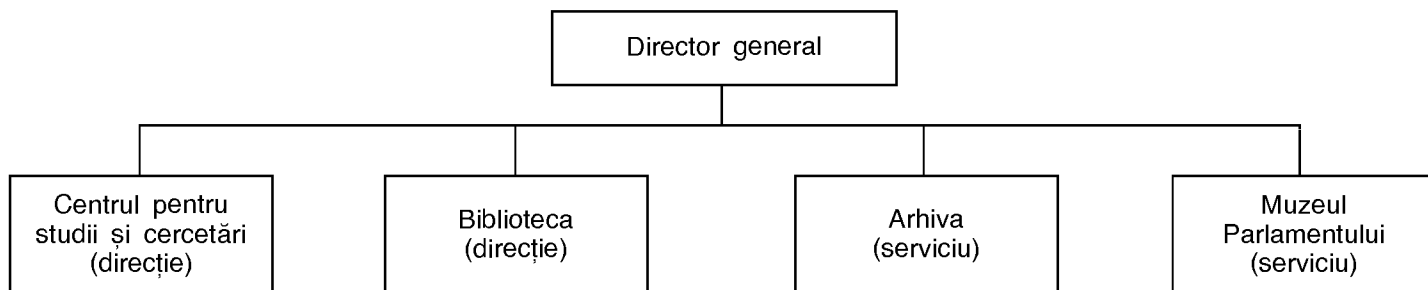 Director general
Centrul pentru
studii și cercetări
(direcție)
Biblioteca
(direcție)
Arhiva
(serviciu)
Muzeul
Parlamentului
(serviciu)